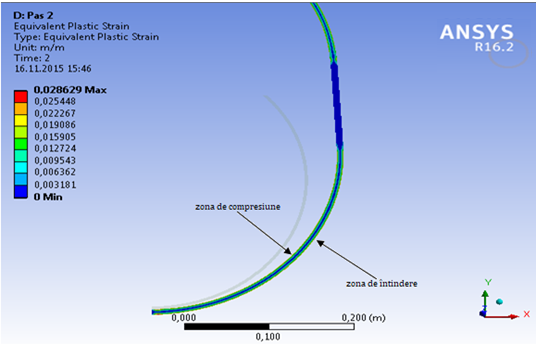 D: Pas 2
Equivalent Plastic Strain
Type: Equivalent Plastic Strain
Unit: m/m
Time: 2
16.11.2015 15:46
ANSYS
R16.2
0,028629 Max
0,025448
0,022267
0,019086
0,015905
0,012724
0,009543
0,006362
0,003181
0 Min
zona de compresiune
zona de întindere
0,000
0,200 (m)
0,100
Y
X